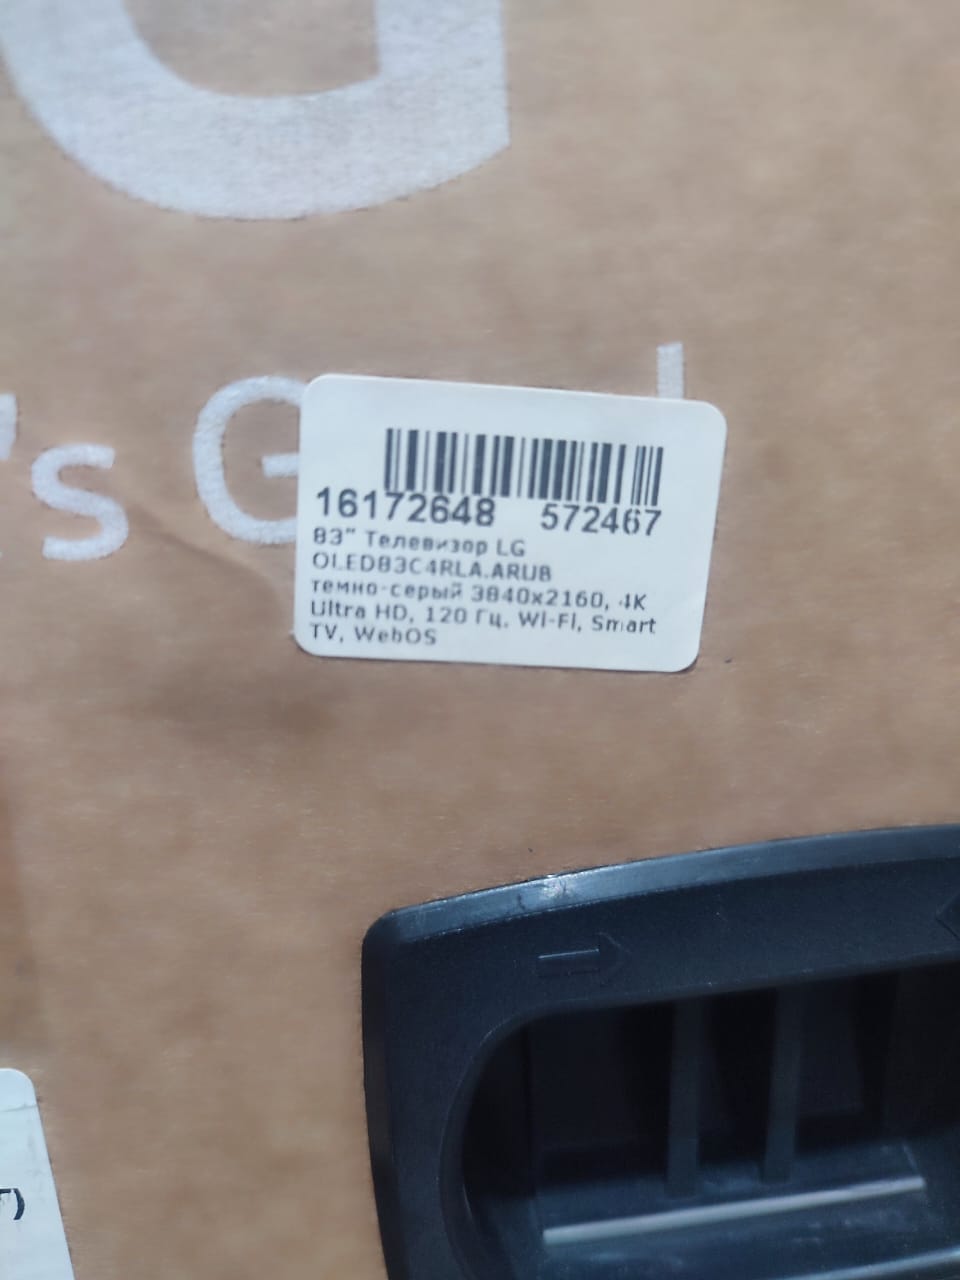 G
's G
16172648 572467
83" Телевизор LG
OLED83C4RLA.ARUB
темно-серый 3840x2160, 4K
Ultra HD, 120 Гц, Wi-Fi, Smart
TV, WebOS